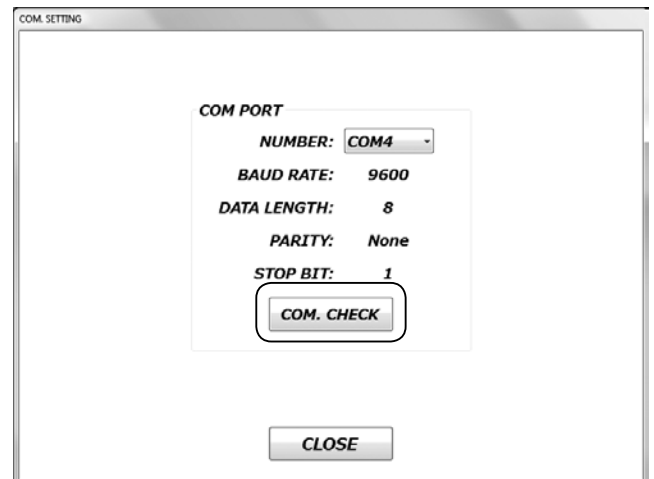 COM. SETTING
COM PORT
NUMBER: COM4
BAUD RATE: 9600
DATA LENGTH: 8
PARITY: None
STOP BIT: 1
COM. CHECK
CLOSE